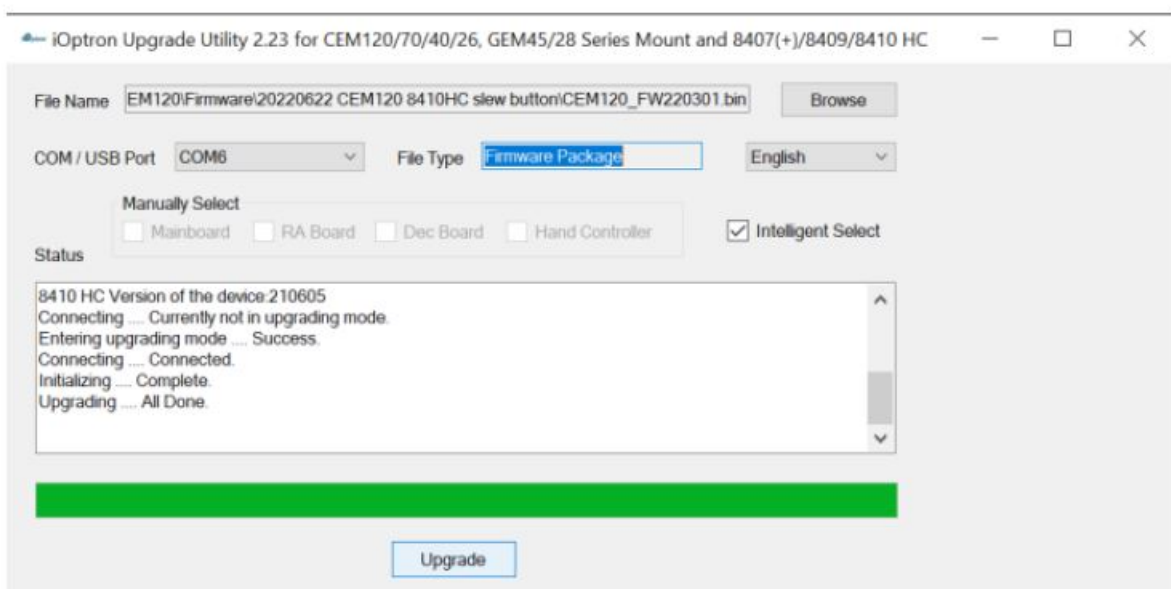 iOptron Upgrade Utility 2.23 for CEM120/70/40/26, GEM45/28 Series Mount and 8407(+)/8409/8410 HC
File Name EM120\Firmware\20220622 CEM120 8410HC slew button\CEM120_FW220301.bin Browse
COM / USB Port COM6 File Type Firmware Package English
Manually Select
Mainboard RA Board Dec Board Hand Controller Intelligent Select
Status
8410 HC Version of the device:210605
Connecting .... Currently not in upgrading mode.
Entering upgrading mode .... Success.
Connecting .... Connected.
Initializing .... Complete.
Upgrading .... All Done.
Upgrade